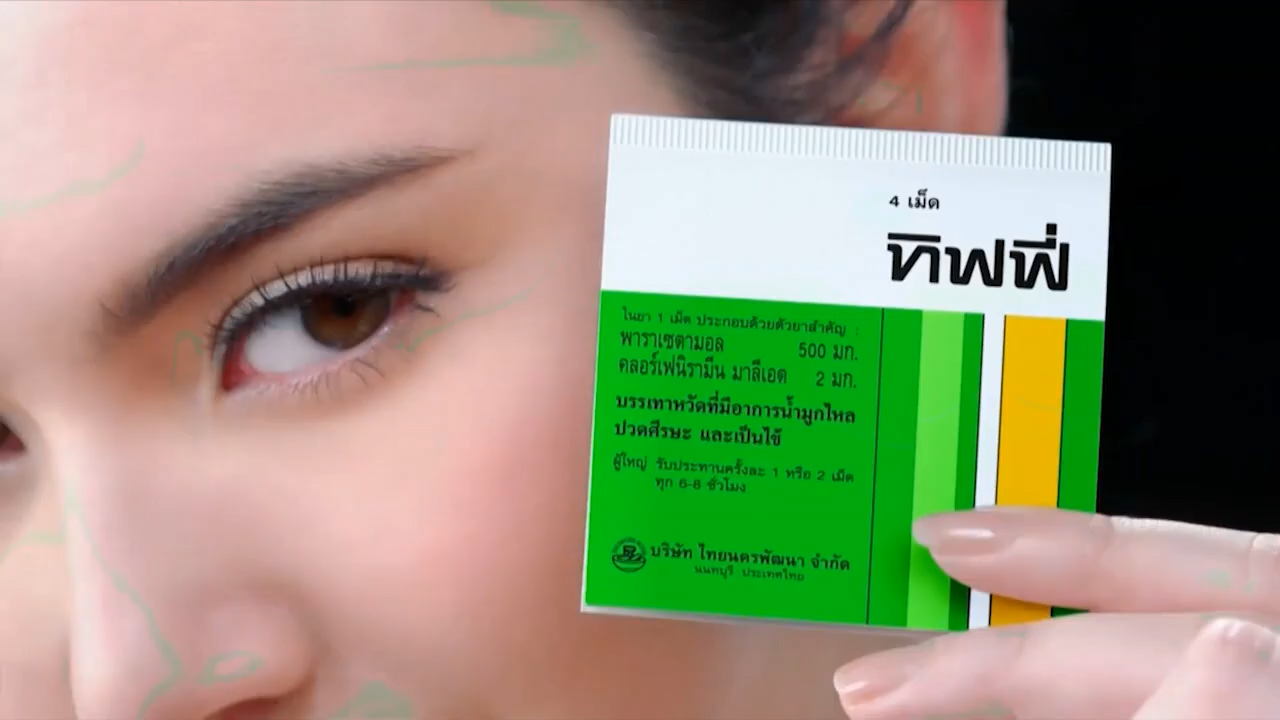 4 เม็ด
ทิฟฟี่
ในยา 1 เม็ด ประกอบด้วยตัวยาสำคัญ :
พาราเซตามอล 500 มก.
คลอร์เฟนิรามีน มาลีเอต 2 มก.
บรรเทาหวัดที่มีอาการน้ำมูกไหล
ปวดศีรษะ และเป็นไข้
ผู้ใหญ่ รับประทานครั้งละ 1 หรือ 2 เม็ด
ทุก 6-8 ชั่วโมง
บริษัท ไทยนครพัฒนา จำกัด
นนทบุรี ประเทศไทย